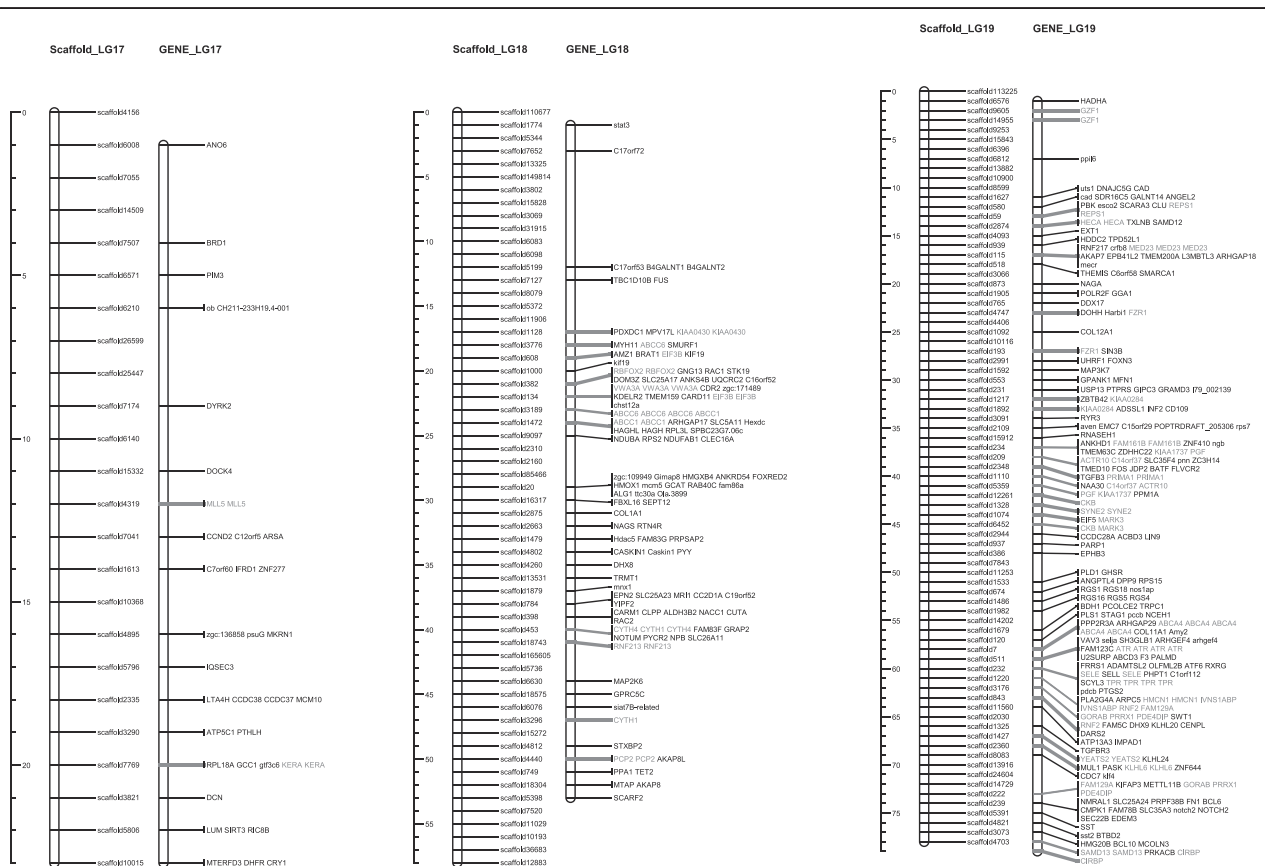 Scaffold_LG17
GENE_LG17
0
5
10
15
20
scaffold4156
scaffold6008
scaffold7055
scaffold14509
scaffold7507
scaffold6571
scaffold6210
scaffold26599
scaffold25447
scaffold7174
scaffold6140
scaffold15332
scaffold4319
scaffold7041
scaffold1613
scaffold10368
scaffold4895
scaffold5796
scaffold2335
scaffold3290
scaffold7769
scaffold3821
scaffold5806
scaffold10015
ANO6
BRD1
PIM3
ob CH211-233H19.4-001
DYRK2
DOCK4
MLL5 MLL5
CCND2 C12orf5 ARSA
C7orf60 IFRD1 ZNF277
zgc:136858 psuG MKRN1
IQSEC3
LTA4H CCDC38 CCDC37 MCM10
ATP5C1 PTHLH
RPL18A GCC1 gtf3c6 KERA KERA
DCN
LUM SIRT3 RIC8B
MTERFD3 DHFR CRY1
Scaffold_LG18
GENE_LG18
0
5
10
15
20
25
30
35
40
45
50
55
scaffold110677
scaffold1774
scaffold5344
scaffold7652
scaffold13325
scaffold149814
scaffold3802
scaffold15828
scaffold3069
scaffold31915
scaffold6083
scaffold6098
scaffold5199
scaffold7127
scaffold8079
scaffold5372
scaffold11906
scaffold1128
scaffold3776
scaffold608
scaffold1000
scaffold382
scaffold134
scaffold3189
scaffold1472
scaffold9097
scaffold2310
scaffold2160
scaffold85466
scaffold20
scaffold16317
scaffold2875
scaffold2663
scaffold1479
scaffold4802
scaffold4260
scaffold13531
scaffold1879
scaffold784
scaffold398
scaffold453
scaffold18743
scaffold165605
scaffold5736
scaffold6630
scaffold18575
scaffold6076
scaffold3296
scaffold15272
scaffold4812
scaffold4440
scaffold749
scaffold18304
scaffold5398
scaffold7520
scaffold11029
scaffold10193
scaffold36683
scaffold12883
stat3
C17orf72
C17orf53 B4GALNT1 B4GALNT2
TBC1D10B FUS
PDXDC1 MPV17L KIAA0430 KIAA0430
MYH11 ABCC6 SMURF1
AMZ1 BRAT1 EIF3B KIF19
kif19
RBFOX2 RBFOX2 GNG13 RAC1 STK19
DOM3Z SLC25A17 ANKS4B UQCRC2 C16orf52
VWA3A VWA3A VWA3A CDR2 zgc:171489
KDELR2 TMEM159 CARD11 EIF3B EIF3B
chst12a
ABCC6 ABCC6 ABCC6 ABCC1
ABCC1 ABCC1 ARHGAP17 SLC5A11 Hexdc
HAGHL HAGH RPL3L SPBC23G7.06c
NDUBA RPS2 NDUFAB1 CLEC16A
zgc:109949 Gimap8 HMGXB4 ANKRD54 FOXRED2
HMOX1 mcm5 GCAT RAB40C fam86a
ALG1 ttc30a Ola.3899
FBXL16 SEPT12
COL1A1
NAGS RTN4R
Hdac5 FAM83G PRPSAP2
CASKIN1 Caskin1 PYY
DHX8
TRMT1
mnx1
EPN2 SLC25A23 MRI1 CC2D1A C19orf52
YIPF2
CARM1 CLPP ALDH3B2 NACC1 CUTA
RAC2
CYTH4 CYTH1 CYTH4 FAM83F GRAP2
NOTUM PYCR2 NPB SLC26A11
RNF213 RNF213
MAP2K6
GPRC5C
siat7B-related
CYTH1
STXBP2
PCP2 PCP2 AKAP8L
PPA1 TET2
MTAP AKAP8
SCARF2
Scaffold_LG19
GENE_LG19
0
5
10
15
20
25
30
35
40
45
50
55
60
65
70
75
scaffold113225
scaffold6576
scaffold9605
scaffold14955
scaffold9253
scaffold15843
scaffold6396
scaffold6812
scaffold13882
scaffold10900
scaffold8599
scaffold1627
scaffold580
scaffold59
scaffold2874
scaffold4093
scaffold939
scaffold115
scaffold518
scaffold3066
scaffold873
scaffold1905
scaffold765
scaffold4747
scaffold4406
scaffold1092
scaffold10116
scaffold193
scaffold2991
scaffold1592
scaffold553
scaffold231
scaffold1217
scaffold1892
scaffold3091
scaffold2109
scaffold15912
scaffold234
scaffold209
scaffold2348
scaffold1110
scaffold5359
scaffold12261
scaffold1328
scaffold1074
scaffold6452
scaffold2944
scaffold937
scaffold386
scaffold7843
scaffold11253
scaffold1533
scaffold674
scaffold1486
scaffold1982
scaffold14202
scaffold1679
scaffold120
scaffold7
scaffold511
scaffold232
scaffold1220
scaffold3176
scaffold843
scaffold11560
scaffold2030
scaffold1325
scaffold1427
scaffold2360
scaffold8083
scaffold13916
scaffold24604
scaffold14729
scaffold222
scaffold239
scaffold5391
scaffold4821
scaffold3073
scaffold4703
HADHA
GZF1
GZF1
ppil6
uts1 DNAJC5G CAD
cad SDR16C5 GALNT14 ANGEL2
PBK esco2 SCARA3 CLU REPS1
REPS1
HECA HECA TXLNB SAMD12
EXT1
HDDC2 TPD52L1
RNF217 crfb8 MED23 MED23 MED23
AKAP7 EPB41L2 TMEM200A L3MBTL3 ARHGAP18
mecr
THEMIS C6orf58 SMARCA1
NAGA
POLR2F GGA1
DDX17
DOHH Harbi1 FZR1
COL12A1
FZR1 SIN3B
UHRF1 FOXN3
MAP3K7
GPANK1 MFN1
USP13 PTPRS GIPC3 GRAMD3 I79_002139
ZBTB42 KIAA0284
KIAA0284 ADSSL1 INF2 CD109
RYR3
aven EMC7 C15orf29 POPTRDRAFT_205306 rps7
RNASEH1
ANKHD1 FAM161B FAM161B ZNF410 ngb
TMEM63C ZDHHC22 KIAA1737 PGF
ACTR10 C14orf37 SLC35F4 pnn ZC3H14
TMED10 FOS JDP2 BATF FLVCR2
TGFB3 PRIMA1 PRIMA1
NAA30 C14orf37 ACTR10
PGF KIAA1737 PPM1A
CKB
SYNE2 SYNE2
EIF5 MARK3
CKB MARK3
CCDC28A ACBD3 LIN9
PARP1
EPHB3
PLD1 GHSR
ANGPTL4 DPP9 RPS15
RGS1 RGS18 nos1ap
RGS16 RGS5 RGS4
BDH1 PCOLCE2 TRPC1
PLS1 STAG1 pccb NCEH1
PPP2R3A ARHGAP29 ABCA4 ABCA4 ABCA4
ABCA4 ABCA4 COL11A1 Amy2
VAV3 selja SH3GLB1 ARHGEF4 arhgef4
FAM123C ATR ATR ATR ATR
U2SURP ABCD3 F3 PALMD
FRRS1 ADAMTSL2 OLFML2B ATF6 RXRG
SELE SELL SELE PHPT1 C1orf112
SCYL3 TPR TPR TPR TPR
pdcb PTGS2
PLA2G4A ARPC5 HMCN1 HMCN1 IVNS1ABP
IVNS1ABP RNF2 FAM129A
GORAB PRRX1 PDE4DIP SWT1
RNF2 FAM5C DHX9 KLHL20 CENPL
DARS2
ATP13A3 IMPAD1
TGFBR3
YEATS2 YEATS2 KLHL24
MUL1 PASK KLHL6 KLHL6 ZNF644
CDC7 klf4
FAM129A KIFAP3 METTL11B GORAB PRRX1
PDE4DIP
NMRAL1 SLC25A24 PRPF38B FN1 BCL6
CMPK1 FAM78B SLC35A3 notch2 NOTCH2
SEC22B EDEM3
SST
sst2 BTBD2
HMG20B BCL10 MCOLN3
SAMD13 SAMD13 PRKACB CIRBP
CIRBP